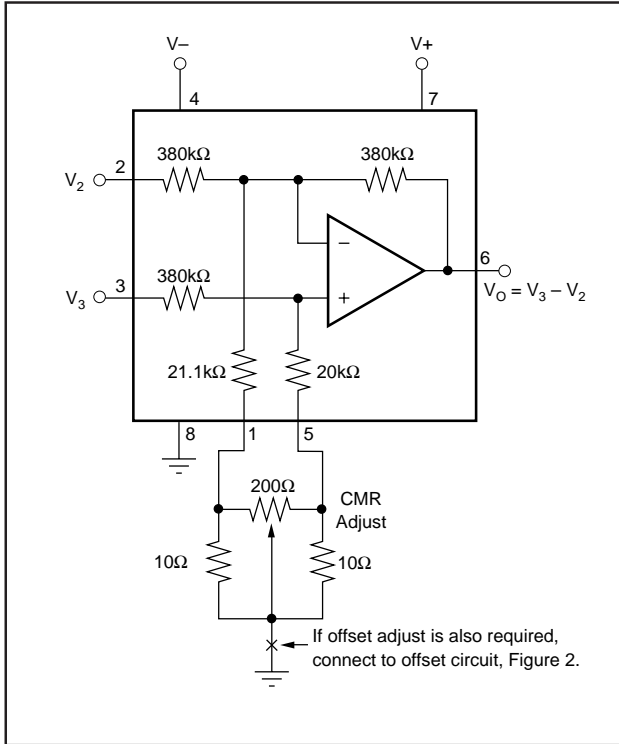 V–
V+
4
7
2
380kΩ
380kΩ
V2
–
6
3
380kΩ
V3
+
VO = V3 – V2
21.1kΩ
20kΩ
8
1
5
200Ω
CMR
Adjust
10Ω
10Ω
If offset adjust is also required,
connect to offset circuit, Figure 2.